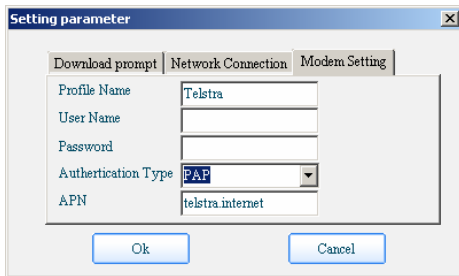 Setting parameter
Download prompt Network Connection Modem Setting
Profile Name Telstra
User Name
Password
Authertication Type PAP
APN telstra.internet
Ok Cancel